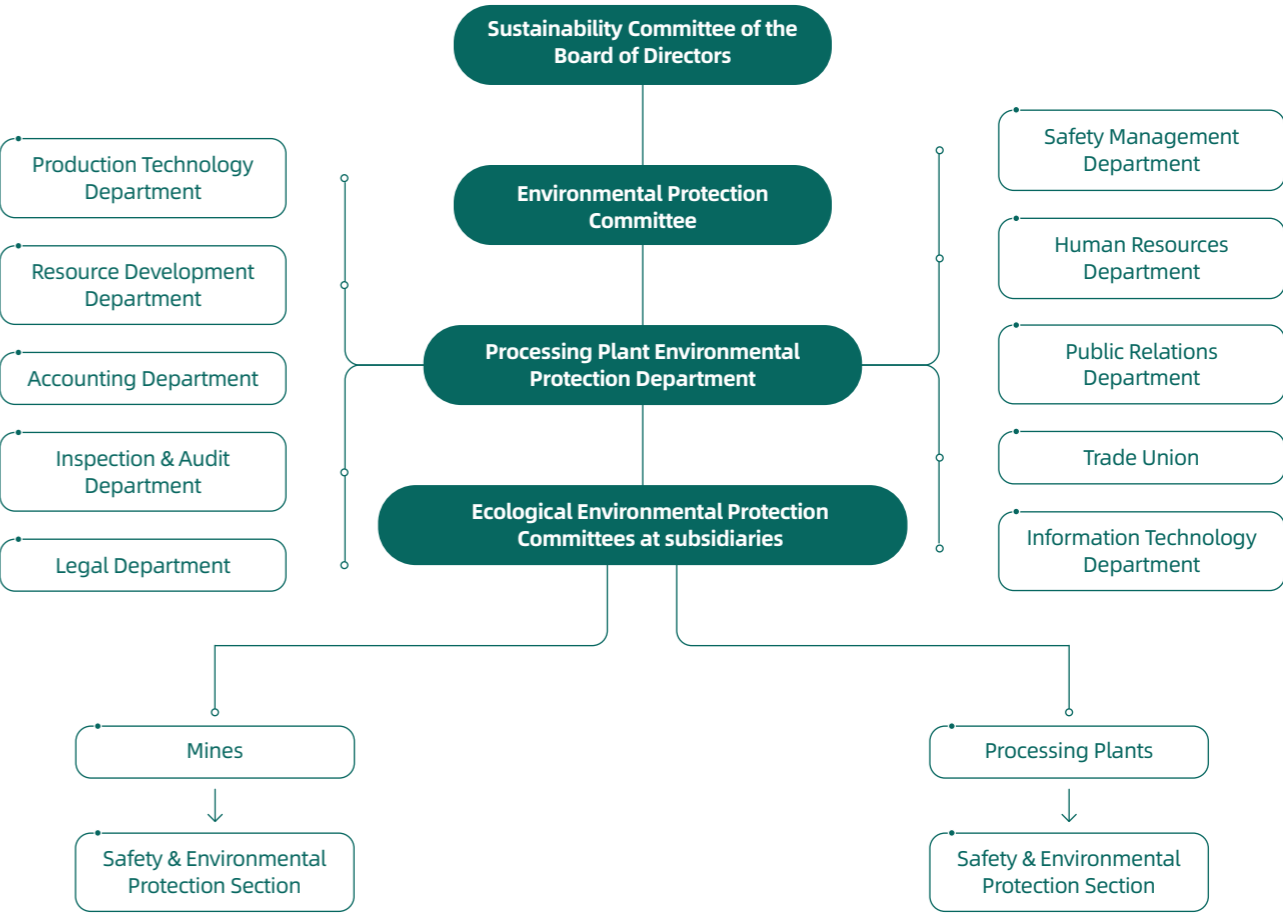 Sustainability Committee of the
Board of Directors
Environmental Protection
Committee
Processing Plant Environmental
Protection Department
Ecological Environmental Protection
Committees at subsidiaries
Production Technology
Department
Resource Development
Department
Accounting Department
Inspection & Audit
Department
Legal Department
Safety Management
Department
Human Resources
Department
Public Relations
Department
Trade Union
Information Technology
Department
Mines
Safety & Environmental
Protection Section
Processing Plants
Safety & Environmental
Protection Section